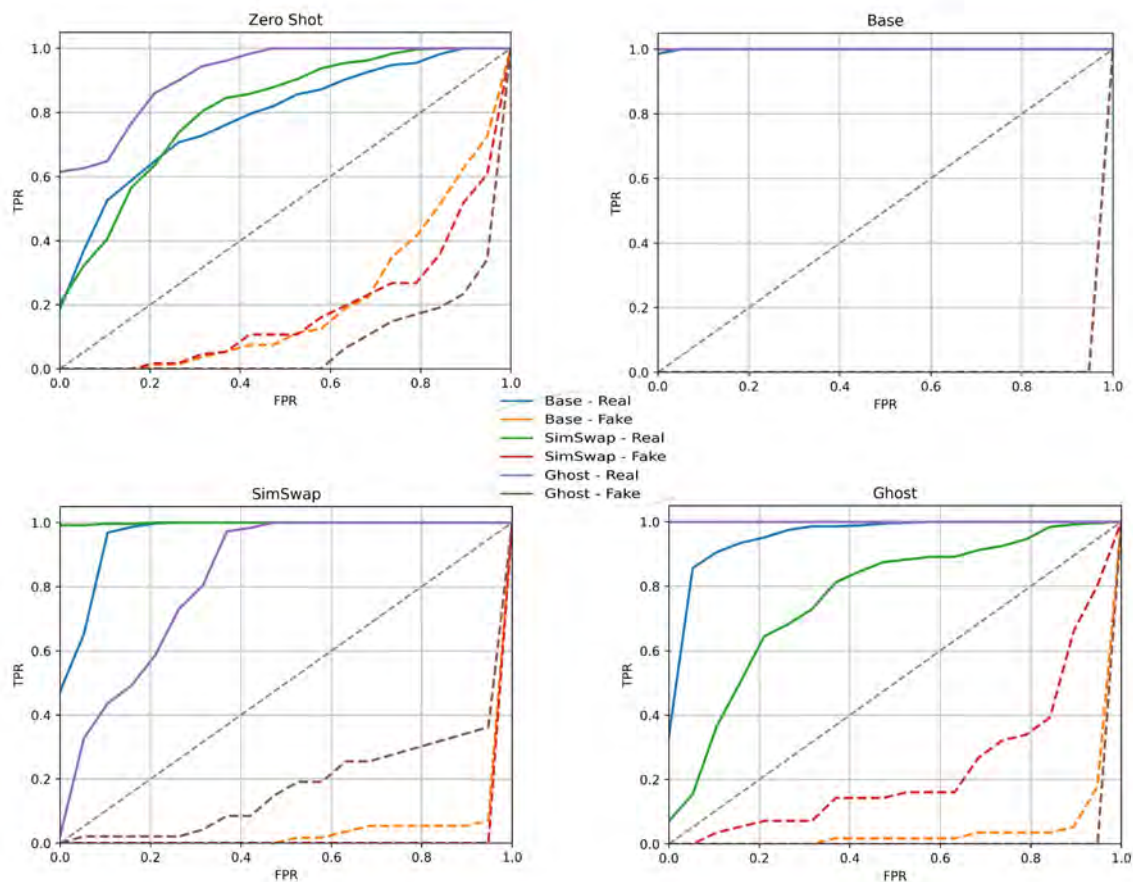 Zero Shot
1.0
0.8
0.6
0.4
0.2
0.0
TPR
0.0 0.2 0.4 0.6 0.8 1.0
FPR
Base
1.0
0.8
0.6
0.4
0.2
0.0
TPR
0.0 0.2 0.4 0.6 0.8 1.0
FPR
Base - Real
Base - Fake
SimSwap - Real
SimSwap - Fake
Ghost - Real
Ghost - Fake
SimSwap
1.0
0.8
0.6
0.4
0.2
0.0
TPR
0.0 0.2 0.4 0.6 0.8 1.0
FPR
Ghost
1.0
0.8
0.6
0.4
0.2
0.0
TPR
0.0 0.2 0.4 0.6 0.8 1.0
FPR